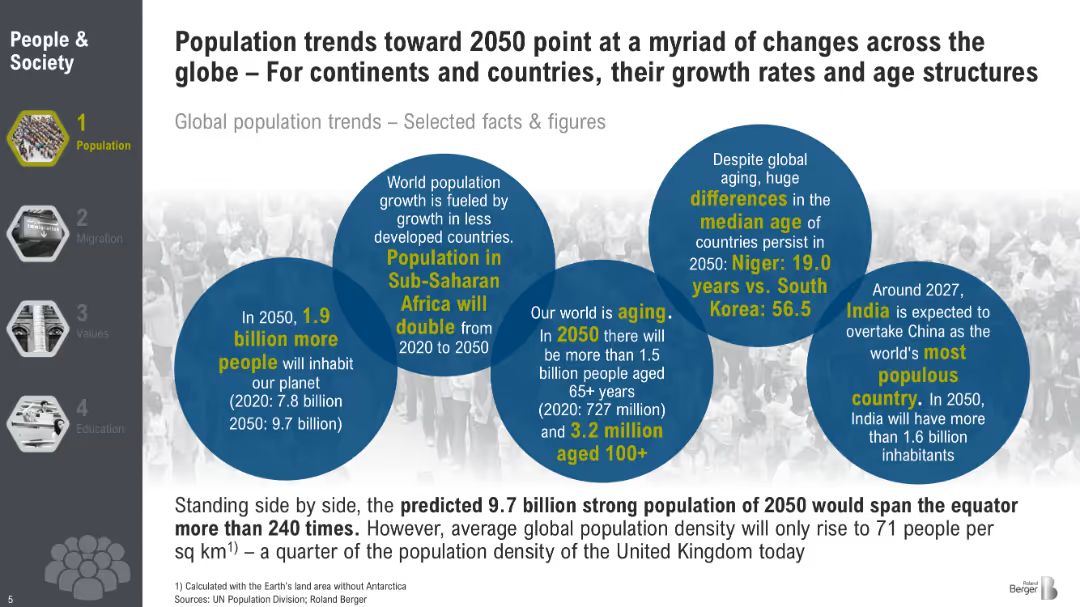 People &
Society
1
Population
2
Migration
3
Values
4
Education
5
Population trends toward 2050 point at a myriad of changes across the
globe – For continents and countries, their growth rates and age structures
Global population trends – Selected facts & figures
In 2050, 1.9
billion more
people will inhabit
our planet
(2020: 7.8 billion
2050: 9.7 billion)
World population
growth is fueled by
growth in less
developed countries.
Population in
Sub-Saharan
Africa will
double from
2020 to 2050
Our world is aging.
In 2050 there will
be more than 1.5
billion people aged
65+ years
(2020: 727 million)
and 3.2 million
aged 100+
Despite global
aging, huge
differences in the
median age of
countries persist in
2050: Niger: 19.0
years vs. South
Korea: 56.5
Around 2027,
India is expected to
overtake China as the
world's most
populous
country. In 2050,
India will have more
than 1.6 billion
inhabitants
Standing side by side, the predicted 9.7 billion strong population of 2050 would span the equator
more than 240 times. However, average global population density will only rise to 71 people per
sq km1) – a quarter of the population density of the United Kingdom today
1) Calculated with the Earth's land area without Antarctica
Sources: UN Population Division; Roland Berger
Roland
Berger
B